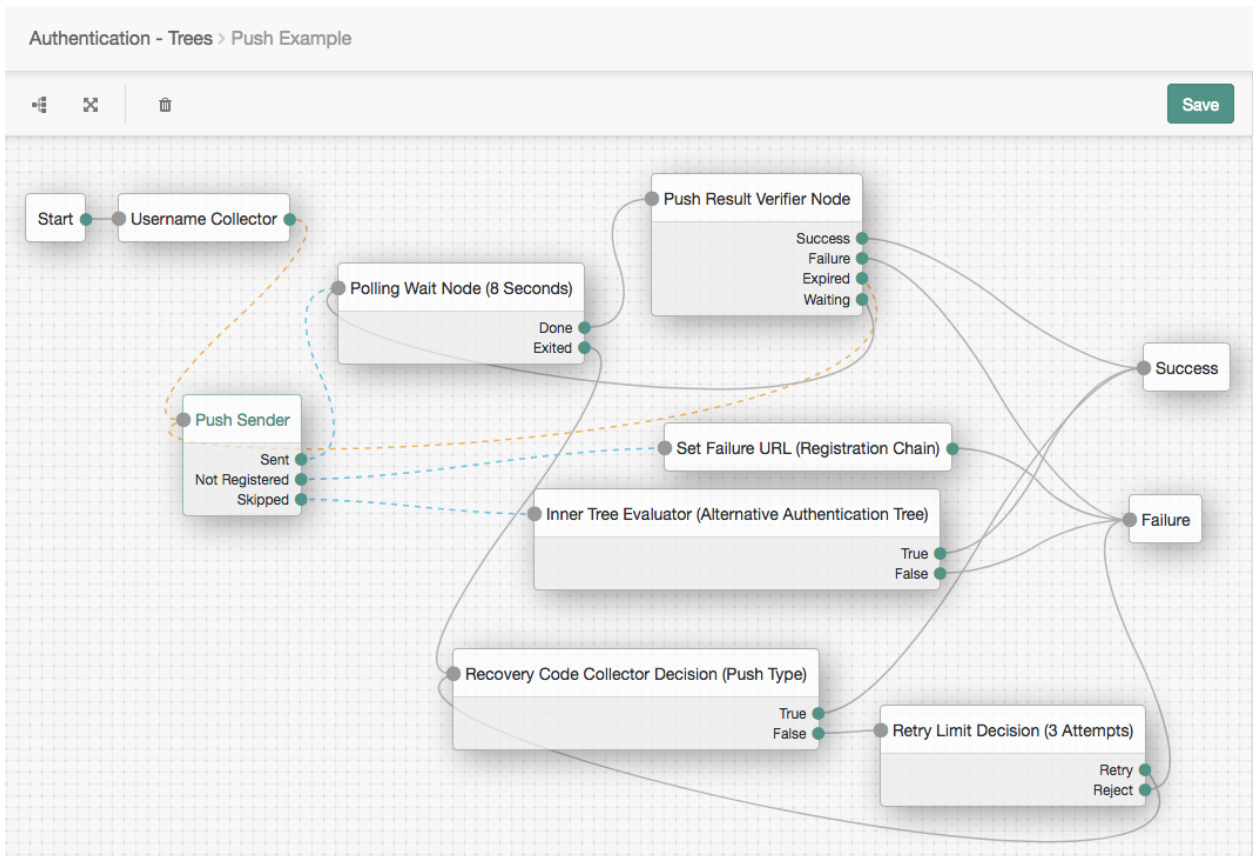 Authentication - Trees > Push Example
Save
Start
Username Collector
Push Result Verifier Node
Success
Failure
Expired
Waiting
Polling Wait Node (8 Seconds)
Done
Exited
Success
Push Sender
Sent
Not Registered
Skipped
Set Failure URL (Registration Chain)
Inner Tree Evaluator (Alternative Authentication Tree)
True
False
Failure
Recovery Code Collector Decision (Push Type)
True
False
Retry Limit Decision (3 Attempts)
Retry
Reject